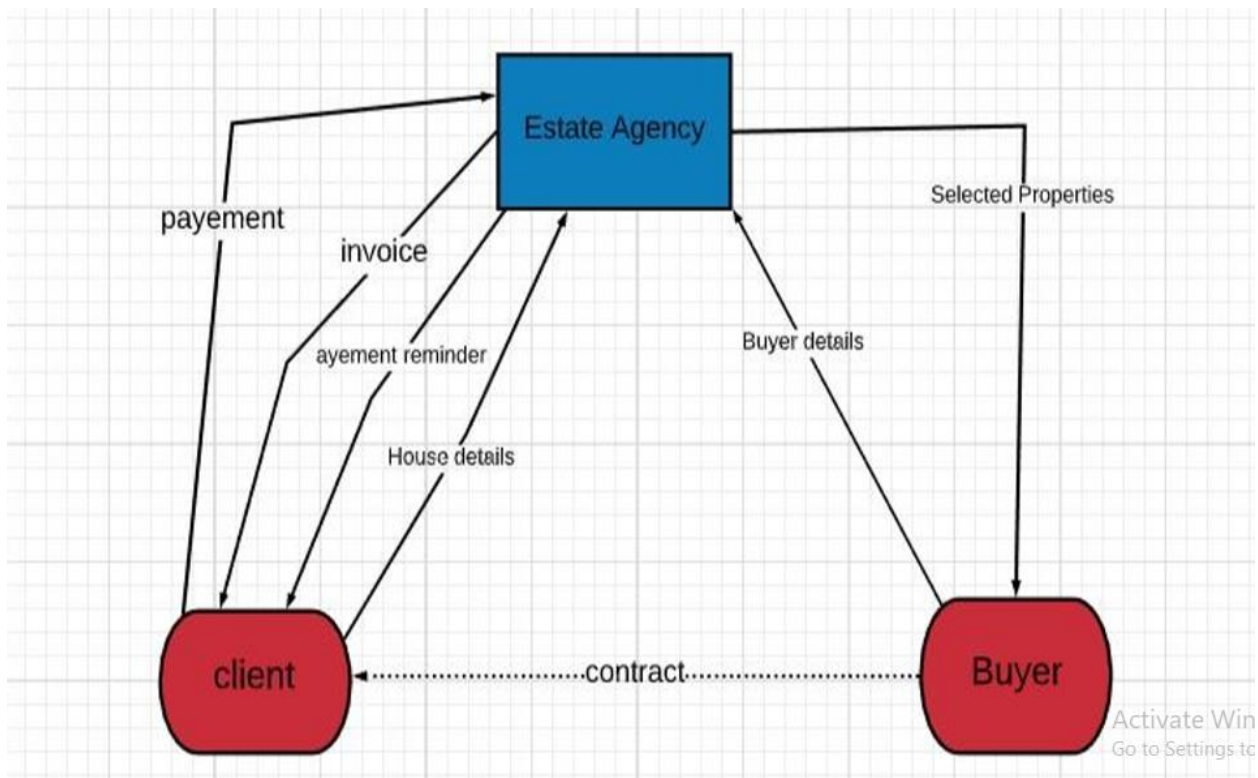 Estate Agency
Selected Properties
payement
invoice
Buyer details
ayement reminder
House details
client
contract
Buyer
Activate Win
Go to Settings to